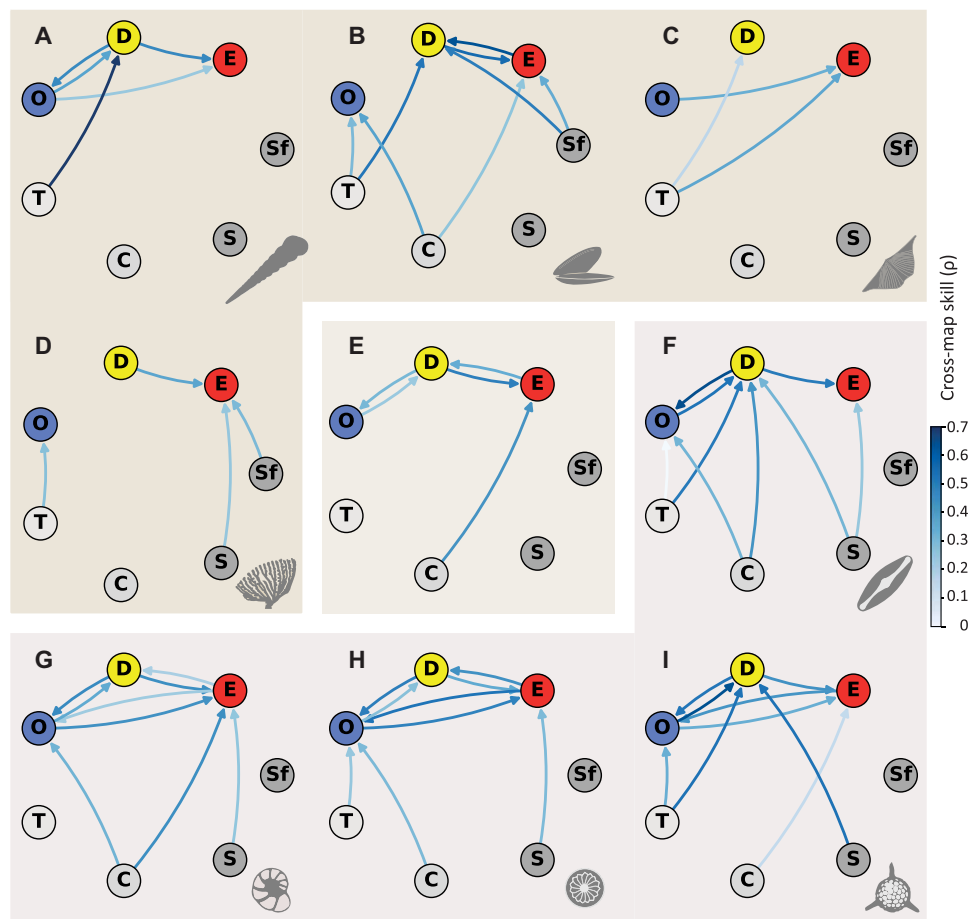 A
D
E
O
Sf
T
S
C
B
D
E
O
Sf
T
S
C
C
D
E
O
Sf
T
S
C
D
D
E
O
Sf
T
S
C
E
D
E
O
Sf
T
S
C
F
D
E
O
Sf
T
S
C
Cross-map skill (ρ)
0.7
0.6
0.5
0.4
0.3
0.2
0.1
0
G
D
E
O
Sf
T
S
C
H
D
E
O
Sf
T
S
C
I
D
E
O
Sf
T
S
C